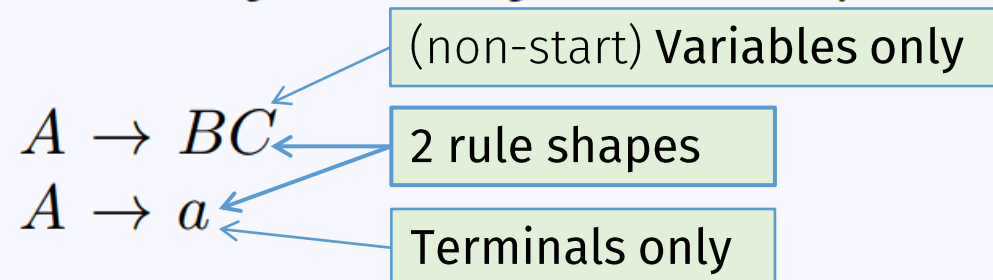 (non-start) Variables only
A → BC
2 rule shapes
A → a
Terminals only